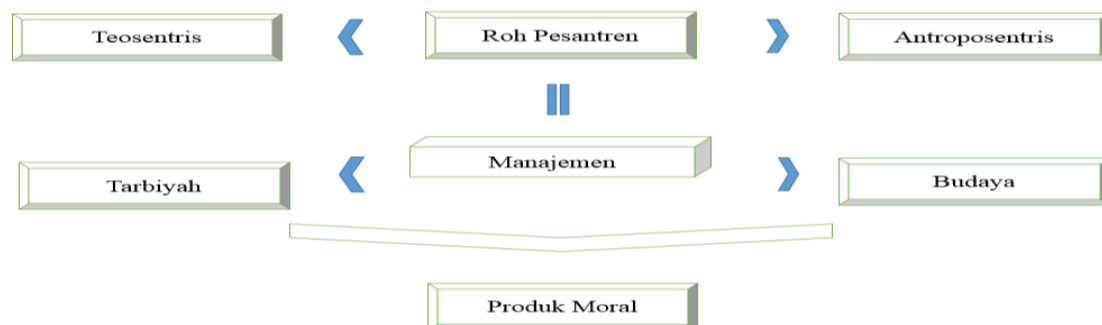 Teosentris
Roh Pesantren
Antroposentris
Manajemen
Tarbiyah
Budaya
Produk Moral